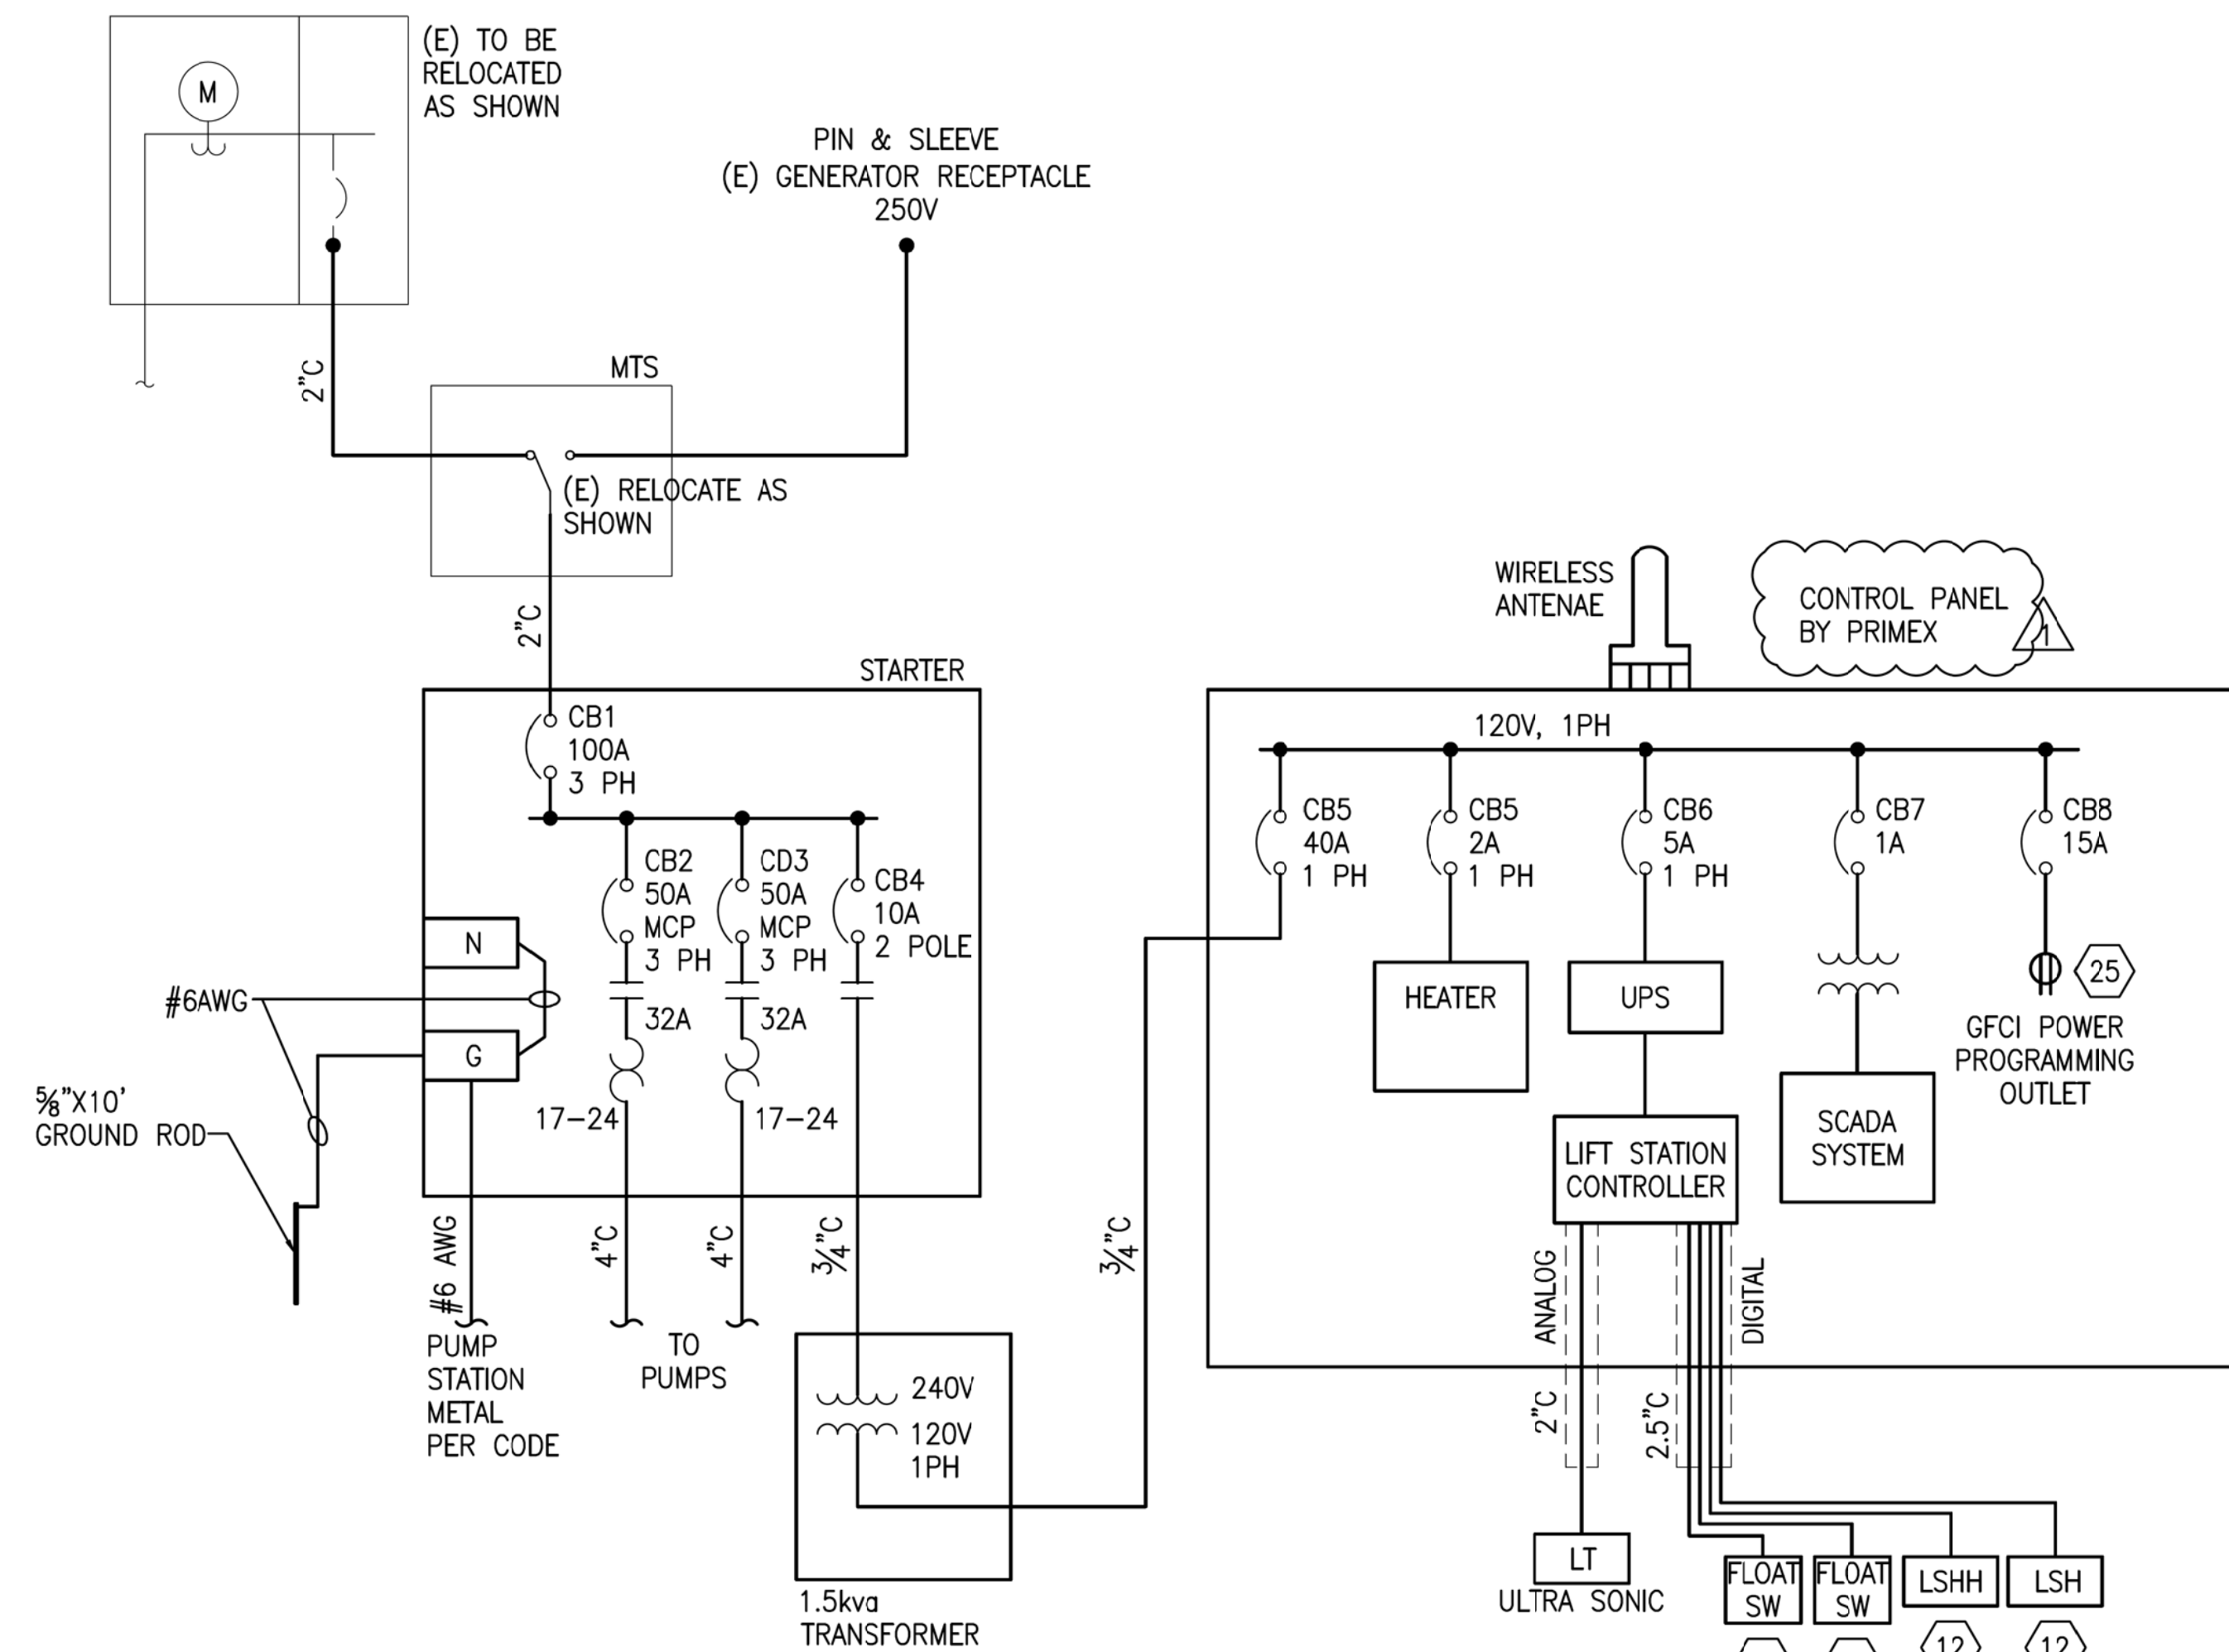 (E) TO BE
RELOCATED
AS SHOWN
M
PIN & SLEEVE
(E) GENERATOR RECEPTACLE
250V
2"C
MTS
(E) RELOCATE AS
SHOWN
2"C
WIRELESS
ANTENAE
CONTROL PANEL
BY PRIMEX
1
STARTER
CB1
100A
3 PH
CB2
50A
MCP
3 PH
32A
17-24
CD3
50A
MCP
3 PH
32A
17-24
CB4
10A
2 POLE
N
G
#6AWG
⅝"X10'
GROUND ROD
#6 AWG
4"C
4"C
3/4"C
3/4"C
PUMP
STATION
METAL
PER CODE
TO
PUMPS
240V
120V
1PH
1.5kva
TRANSFORMER
120V, 1PH
CB5
40A
1 PH
CB5
2A
1 PH
CB6
5A
1 PH
CB7
1A
CB8
15A
HEATER
UPS
25
GFCI POWER
PROGRAMMING
OUTLET
LIFT STATION
CONTROLLER
SCADA
SYSTEM
ANALOG
DIGITAL
2"C
2.5"C
LT
ULTRA SONIC
FLOAT
SW
FLOAT
SW
LSHH
LSH
12
12